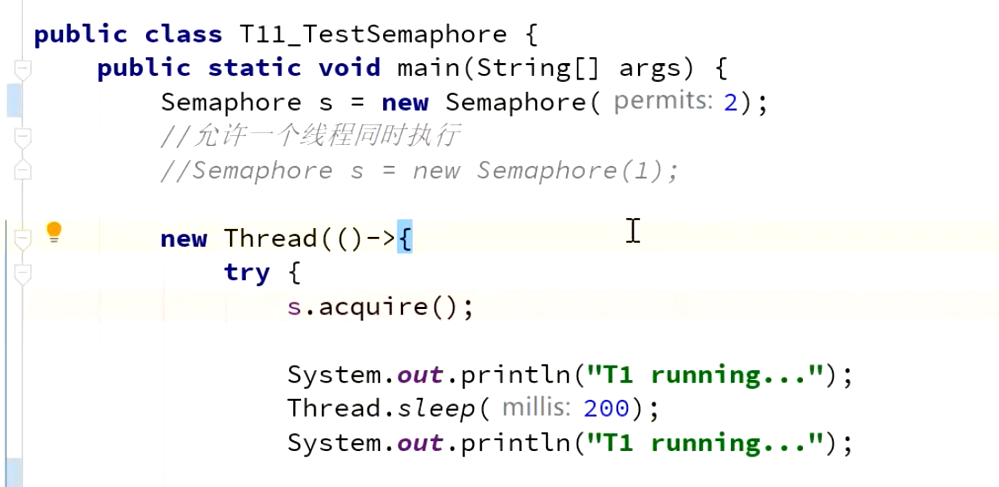 public class T11_TestSemaphore {
public static void main(String[] args) {
Semaphore s = new Semaphore( permits: 2);
//允许一个线程同时执行
//Semaphore s = new Semaphore(1);
new Thread(()->{
try {
s.acquire();
System.out.println("T1 running...");
Thread.sleep( millis: 200);
System.out.println("T1 running...");